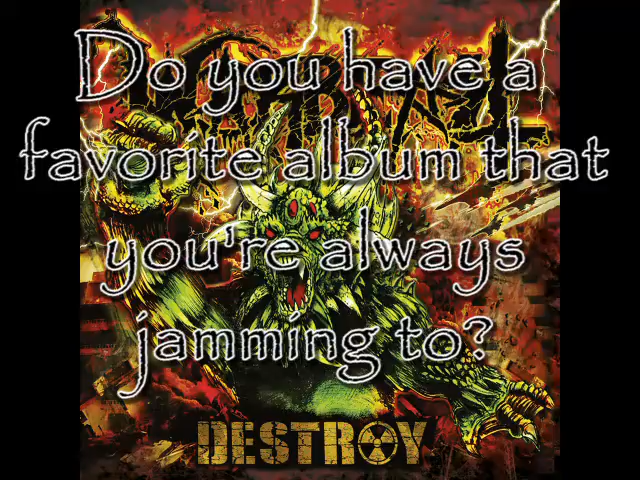 Do you have a
favorite album that
you're always
jamming to?
DESTROY